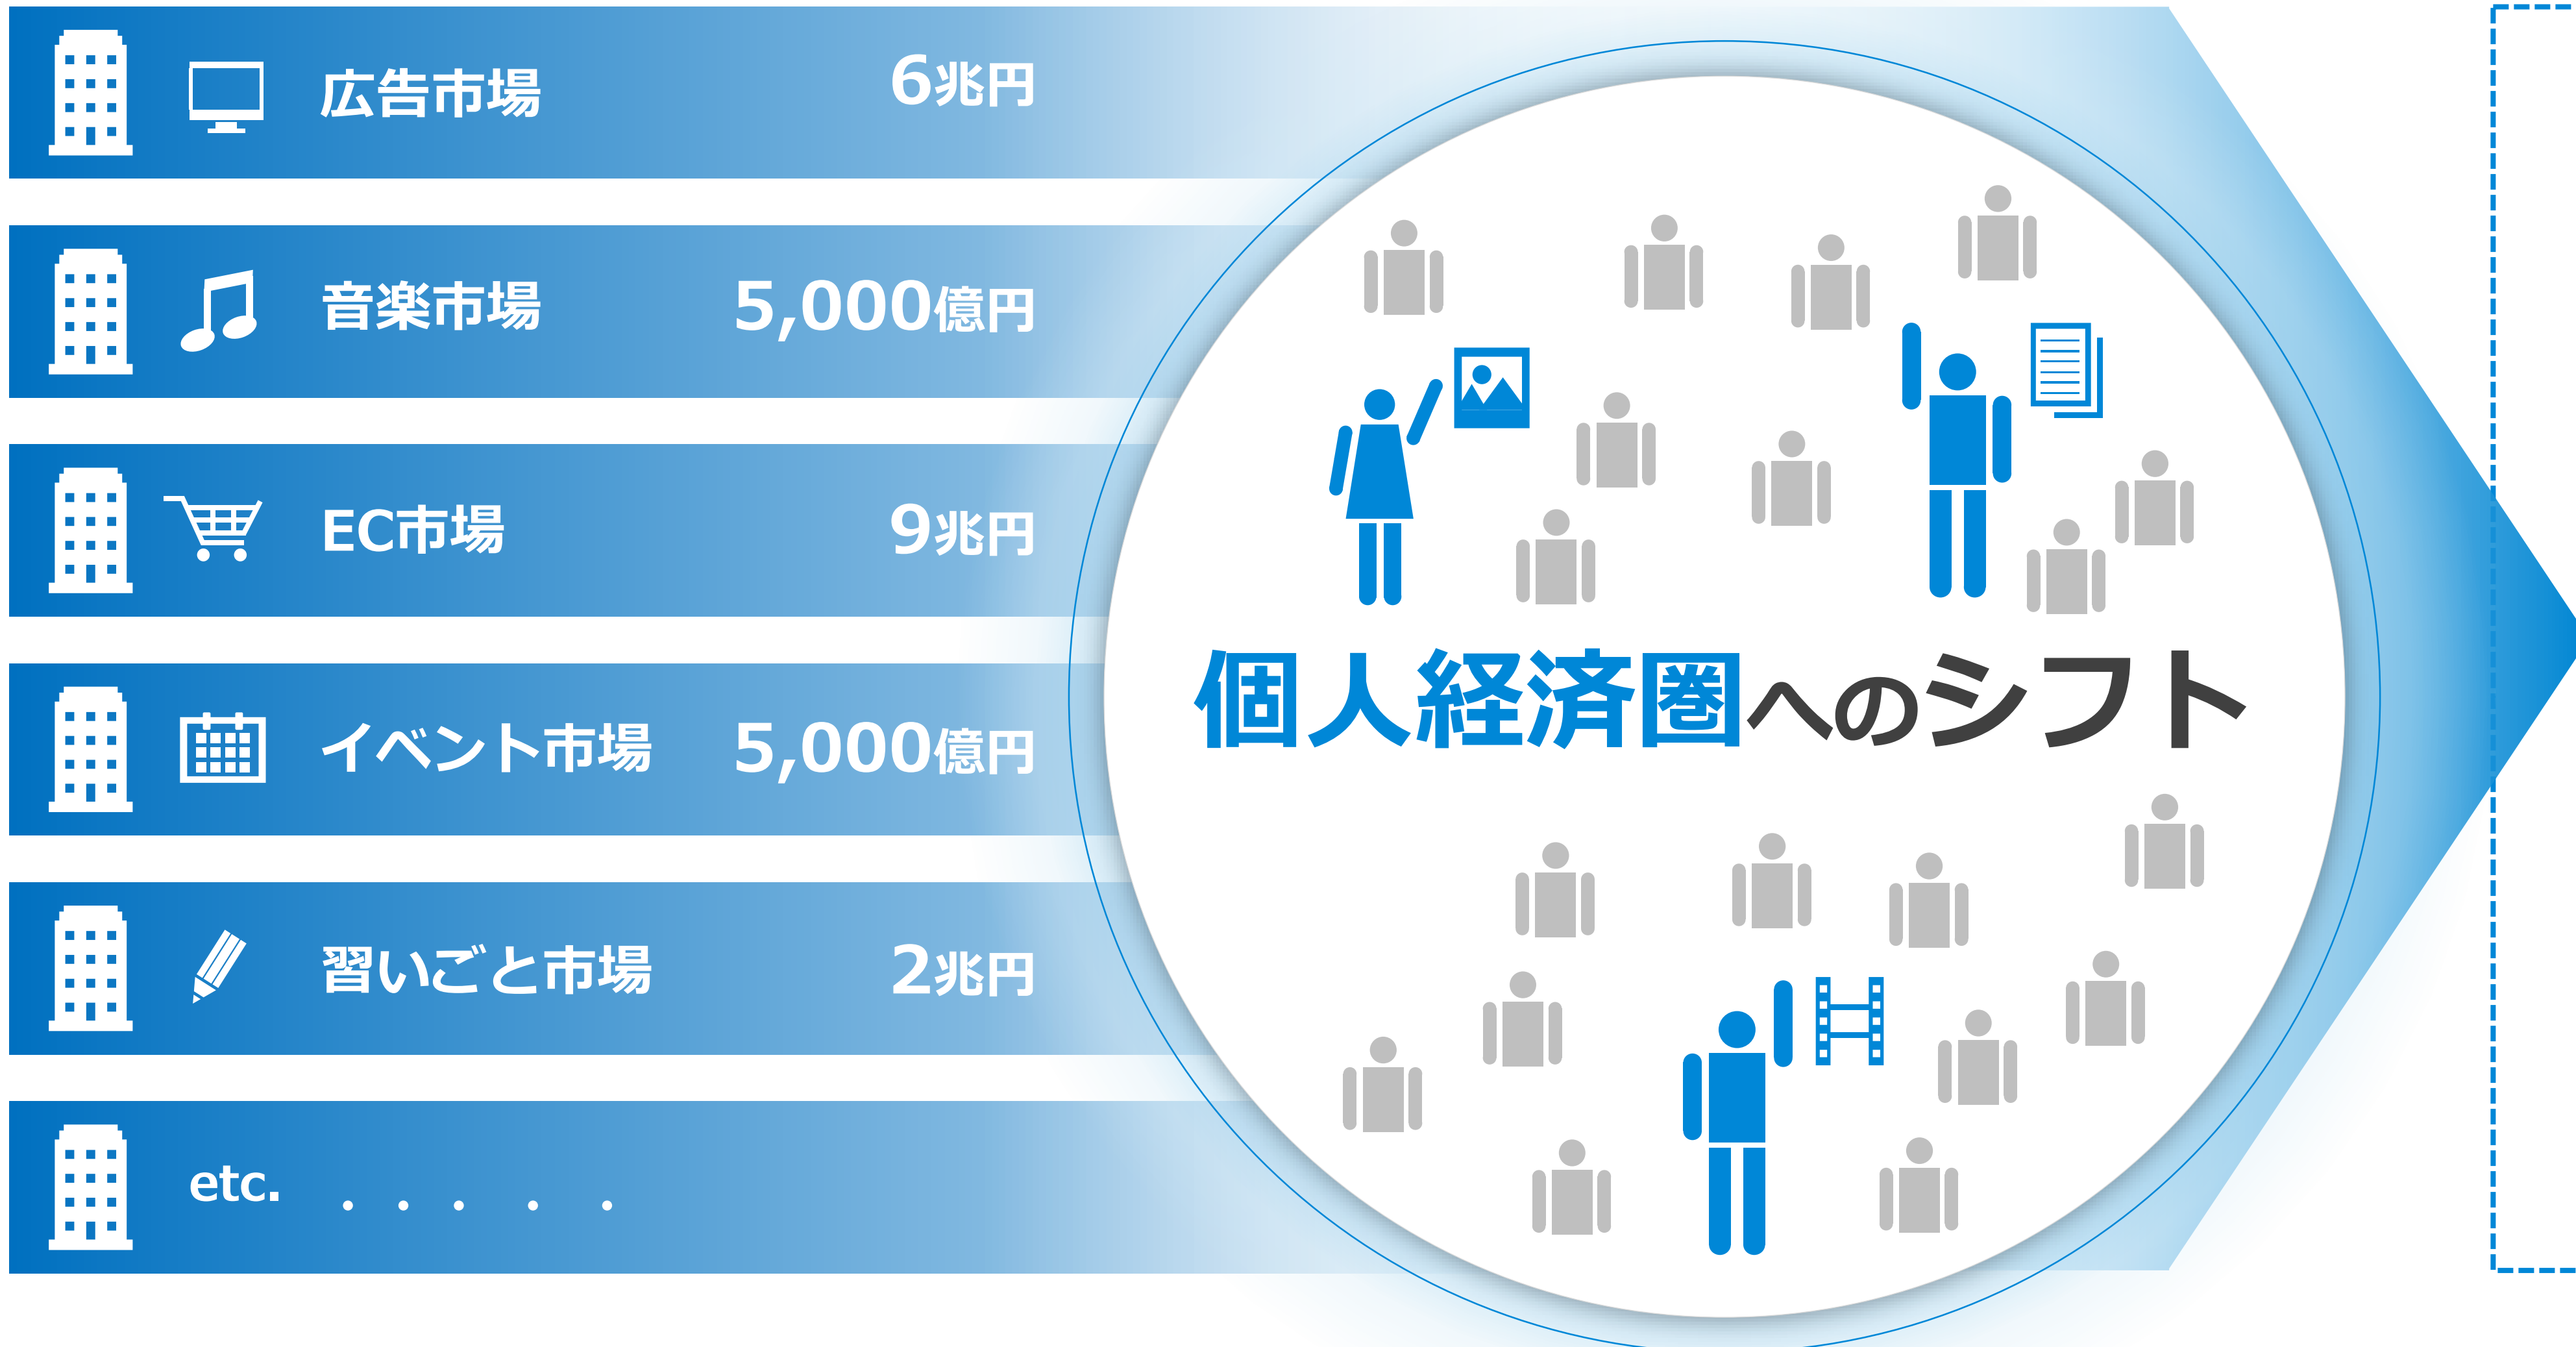 広告市場 6兆円
音楽市場 5,000億円
EC市場 9兆円
イベント市場 5,000億円
習いごと市場 2兆円
etc. ．．． ． ．
個人経済圏へのシフト